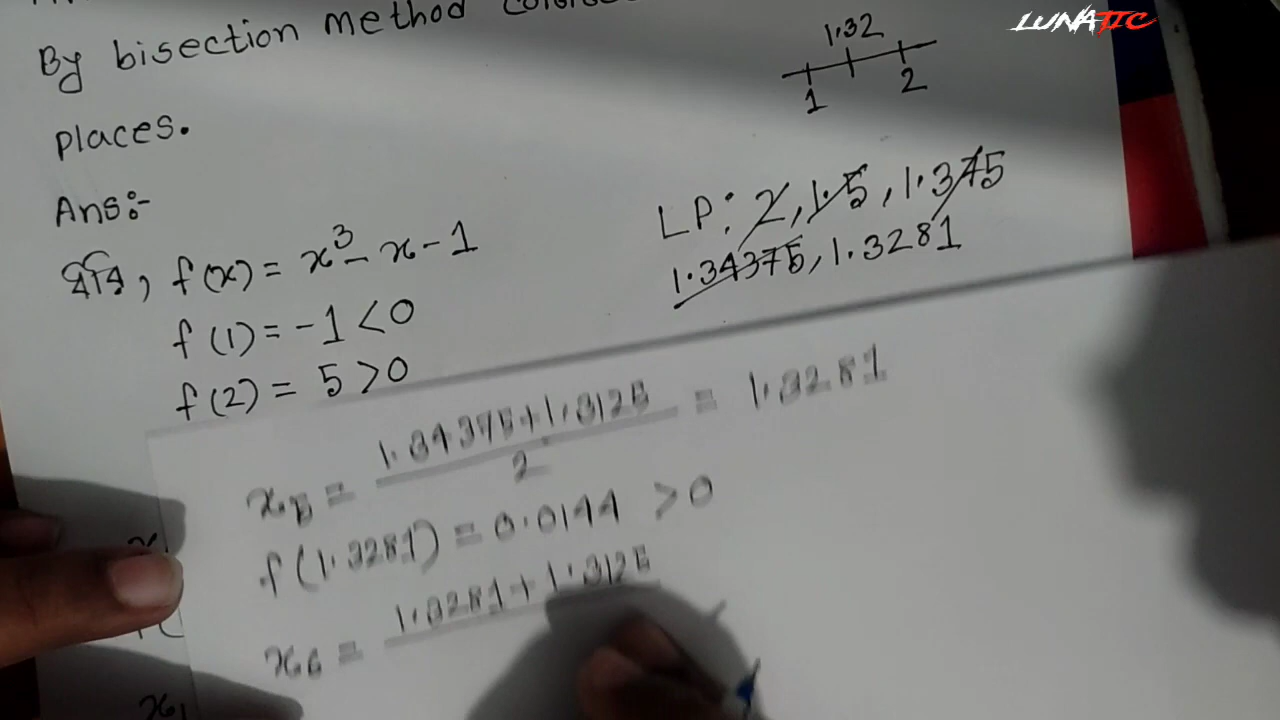 By bisection method
places.
Ans:-
ধরি, f(x) = x³ - x - 1
f(1) = -1 < 0
f(2) = 5 > 0
1.32
1 2
LP: 2, 1.5, 1.375
1.34375, 1.3281
x₅ = (1.34375 + 1.3125) / 2 = 1.3281
f(1.3281) = 0.0144 > 0
x₆ = 1.3281 + 1.3125
LUNATIC